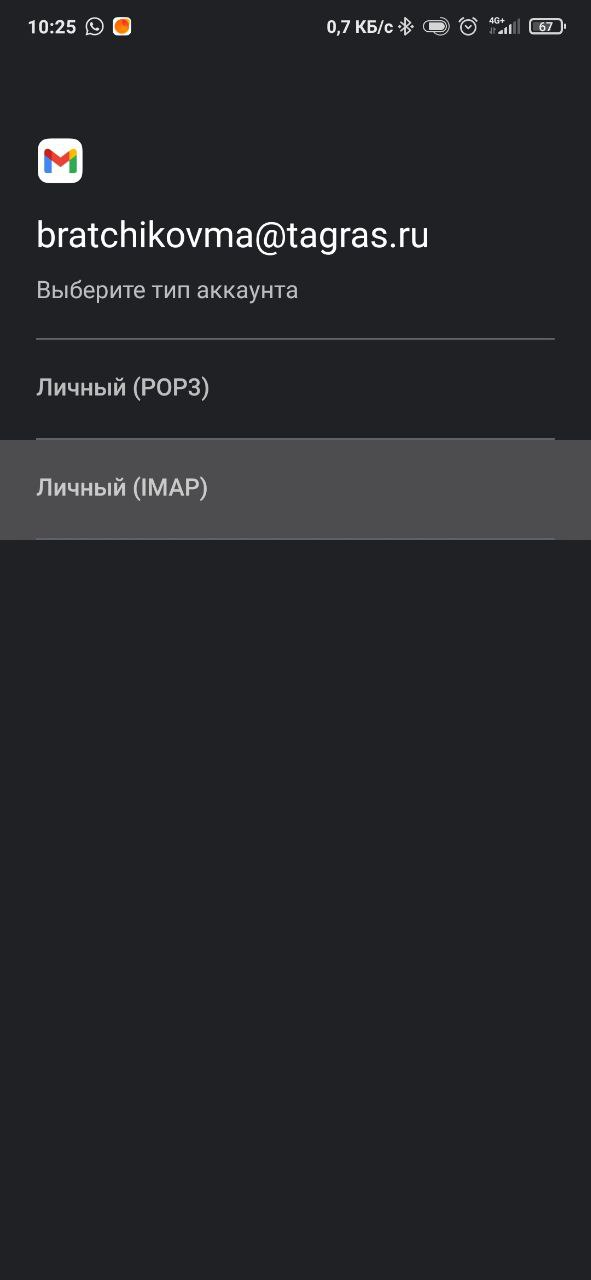 10:25 0,7 КБ/с 4G+ 67
bratchikovma@tagras.ru
Выберите тип аккаунта
Личный (POP3)
Личный (IMAP)